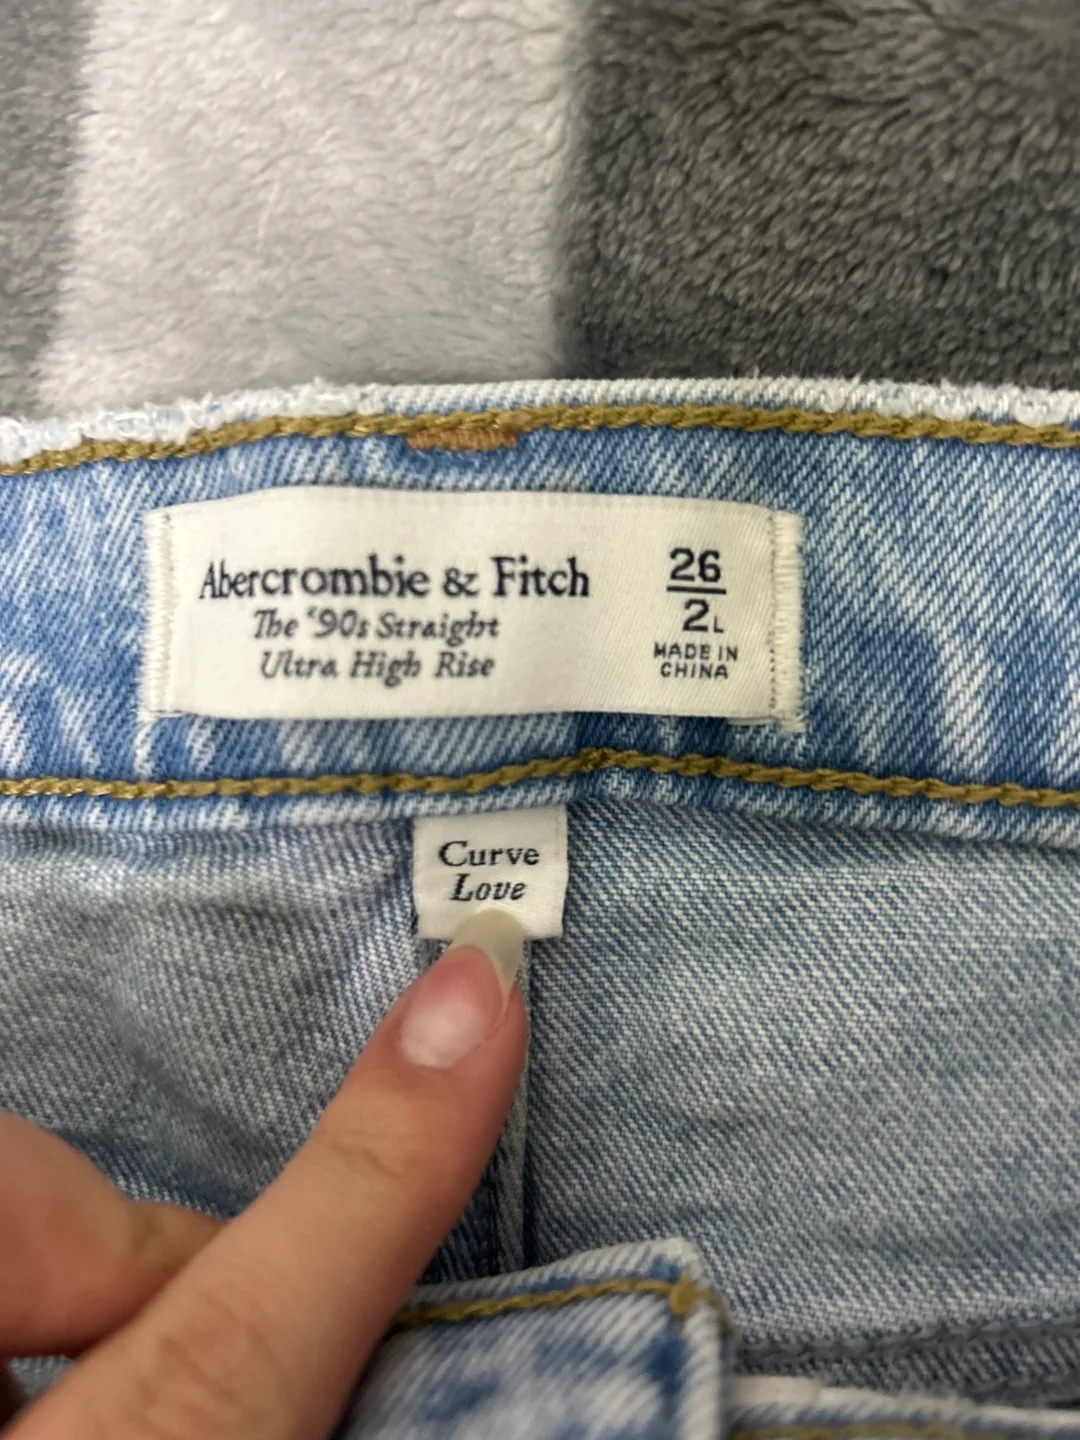 Abercrombie & Fitch
The '90s Straight
Ultra High Rise
26
2L
MADE IN
CHINA
Curve
Love